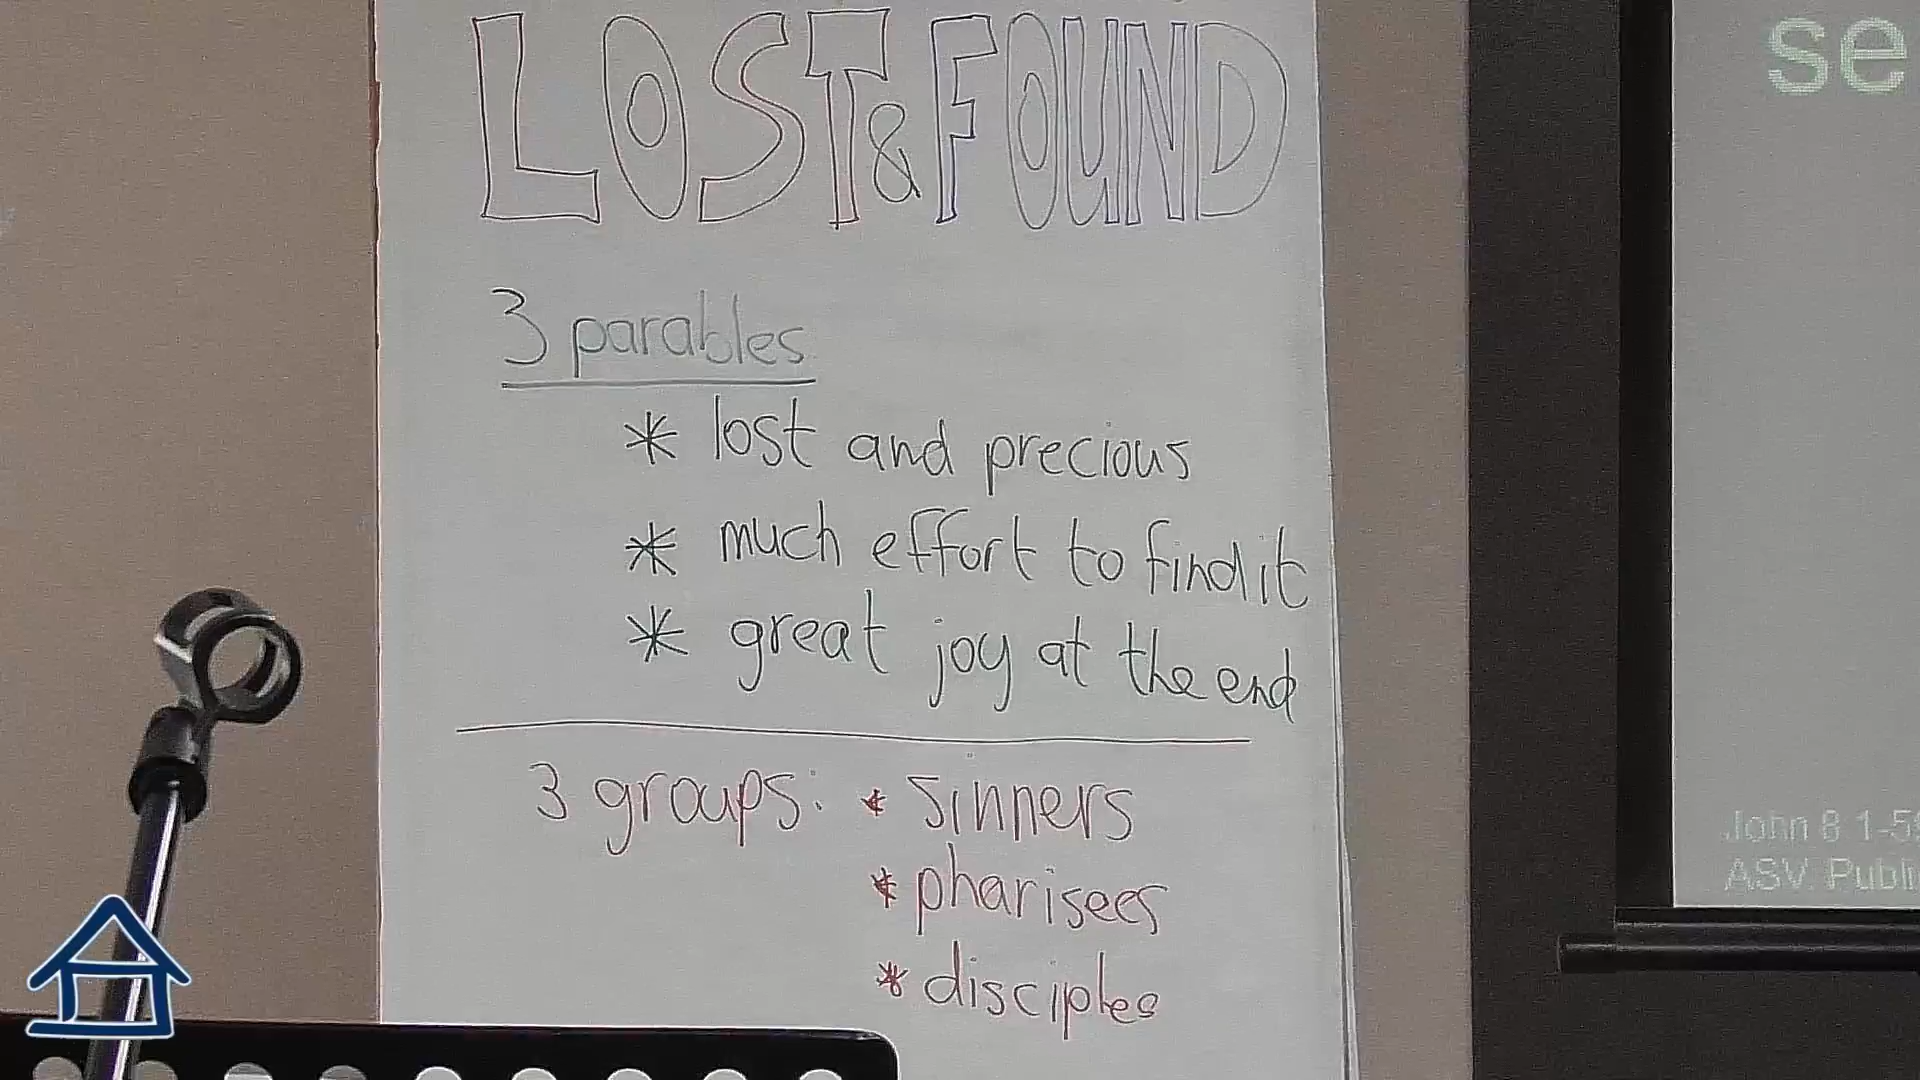 LOST & FOUND
3 parables
* lost and precious
* much effort to find it
* great joy at the end
3 groups: * sinners
* pharisees
* disciples
se
John 8 1-5
ASV. Publi